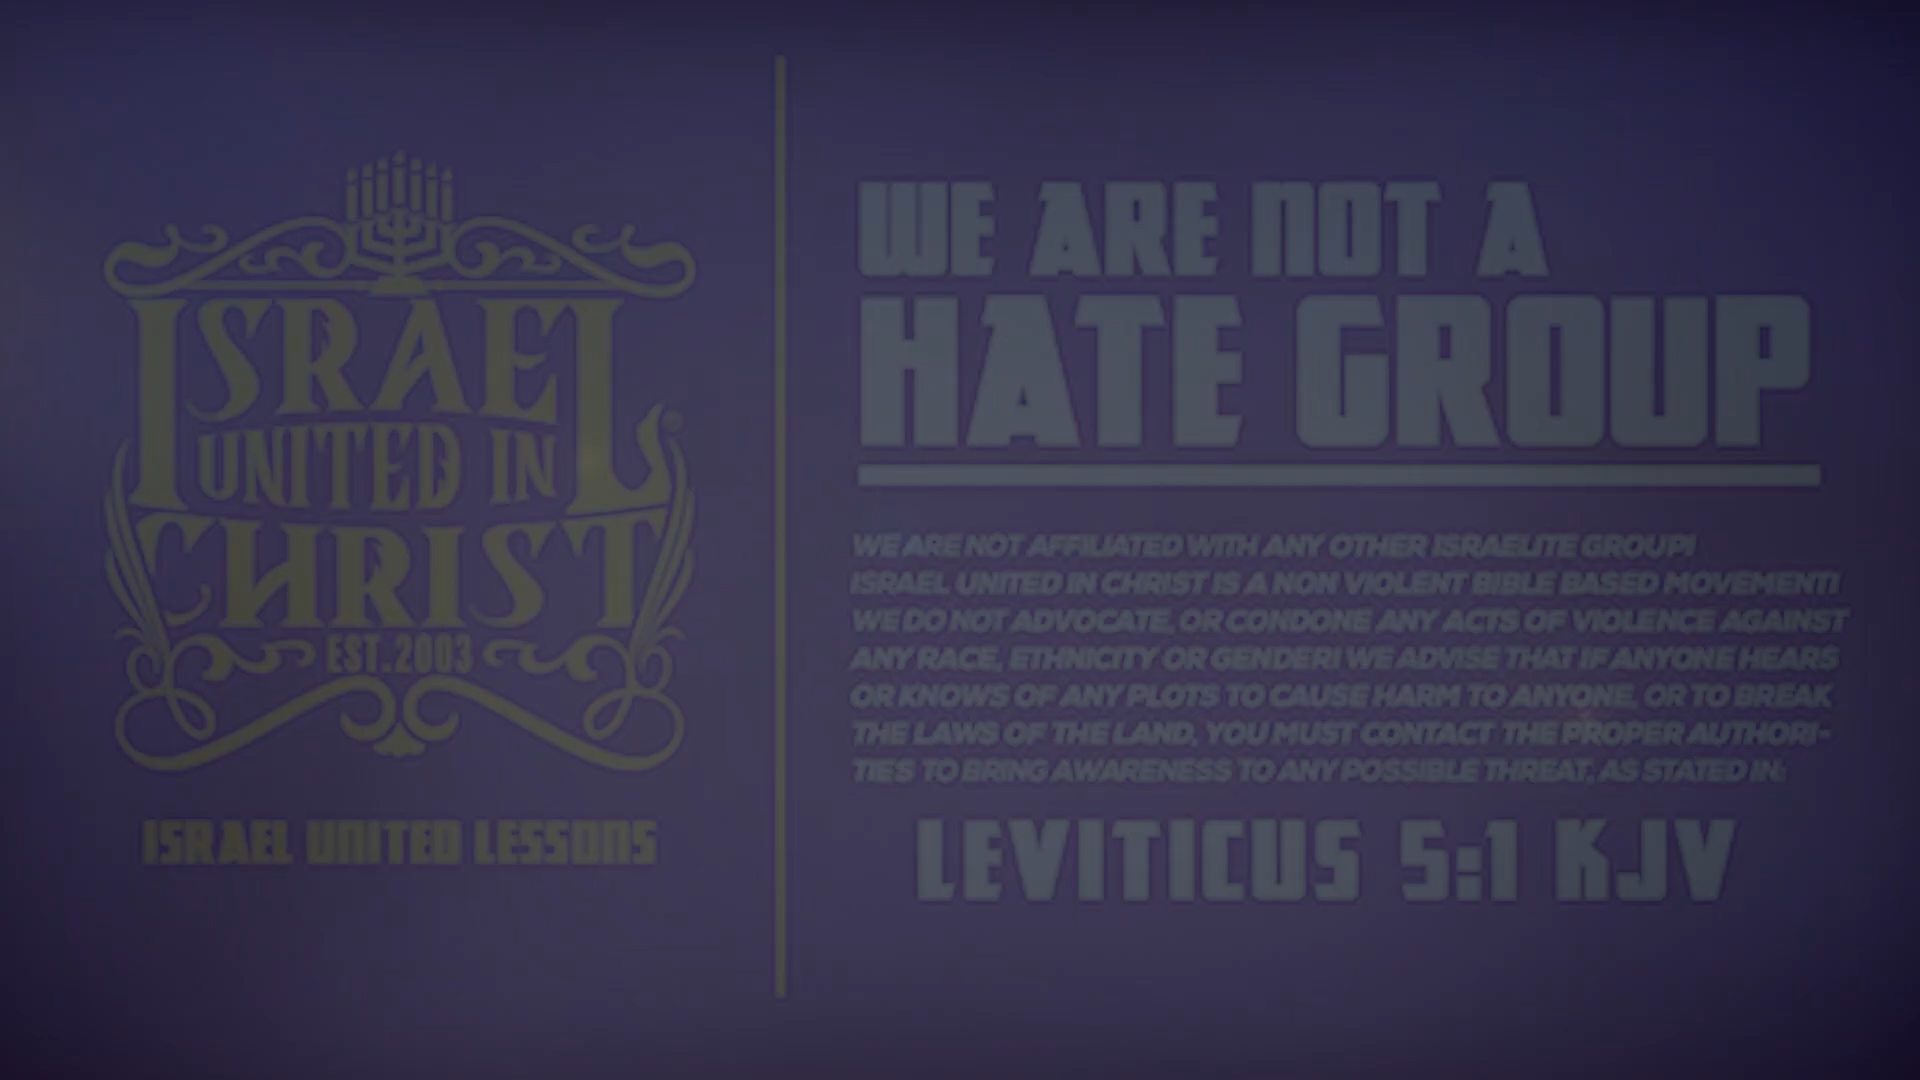 ISRAEL
UNITED IN
CHRIST
EST.2003
ISRAEL UNITED LESSONS
WE ARE NOT A
HATE GROUP
WE ARE NOT AFFILIATED WITH ANY OTHER ISRAELITE GROUP!
ISRAEL UNITED IN CHRIST IS A NON VIOLENT BIBLE BASED MOVEMENT!
WE DO NOT ADVOCATE, OR CONDONE ANY ACTS OF VIOLENCE AGAINST
ANY RACE, ETHNICITY OR GENDER! WE ADVISE THAT IF ANYONE HEARS
OR KNOWS OF ANY PLOTS TO CAUSE HARM TO ANYONE, OR TO BREAK
THE LAWS OF THE LAND, YOU MUST CONTACT THE PROPER AUTHORI-
TIES TO BRING AWARENESS TO ANY POSSIBLE THREAT, AS STATED IN:
LEVITICUS 5:1 KJV